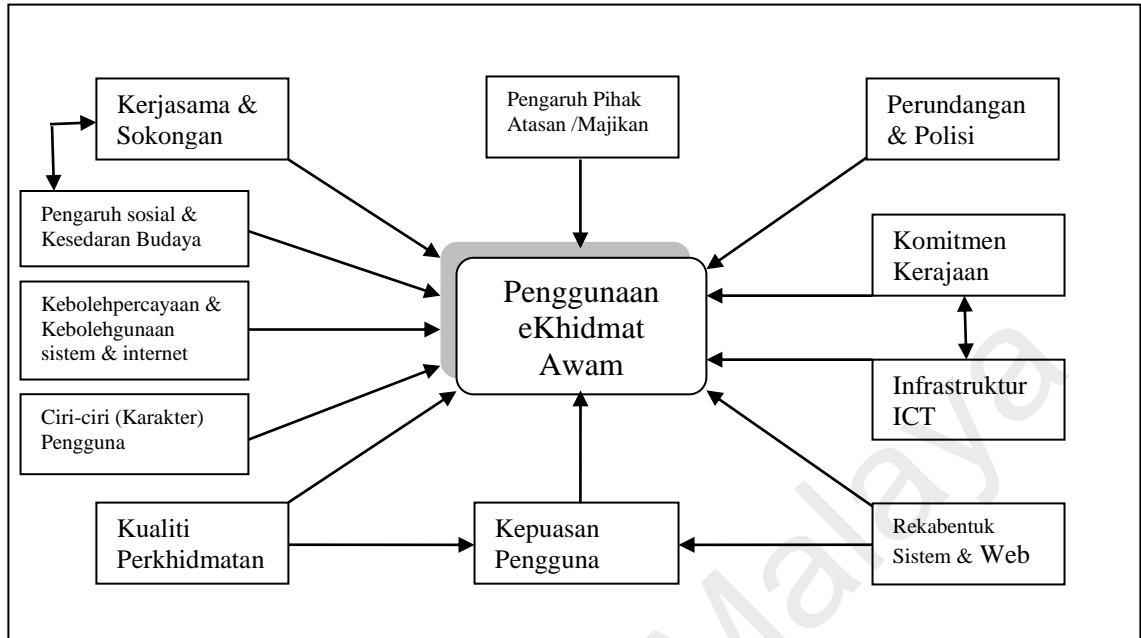 Kerjasama &
Sokongan
Pengaruh Pihak
Atasan /Majikan
Perundangan
& Polisi
Pengaruh sosial &
Kesedaran Budaya
Komitmen
Kerajaan
Penggunaan
eKhidmat
Awam
Kebolehpercayaan &
Kebolehgunaan
sistem & internet
Infrastruktur
ICT
Ciri-ciri (Karakter)
Pengguna
Kualiti
Perkhidmatan
Kepuasan
Pengguna
Rekabentuk
Sistem & Web
Malaya